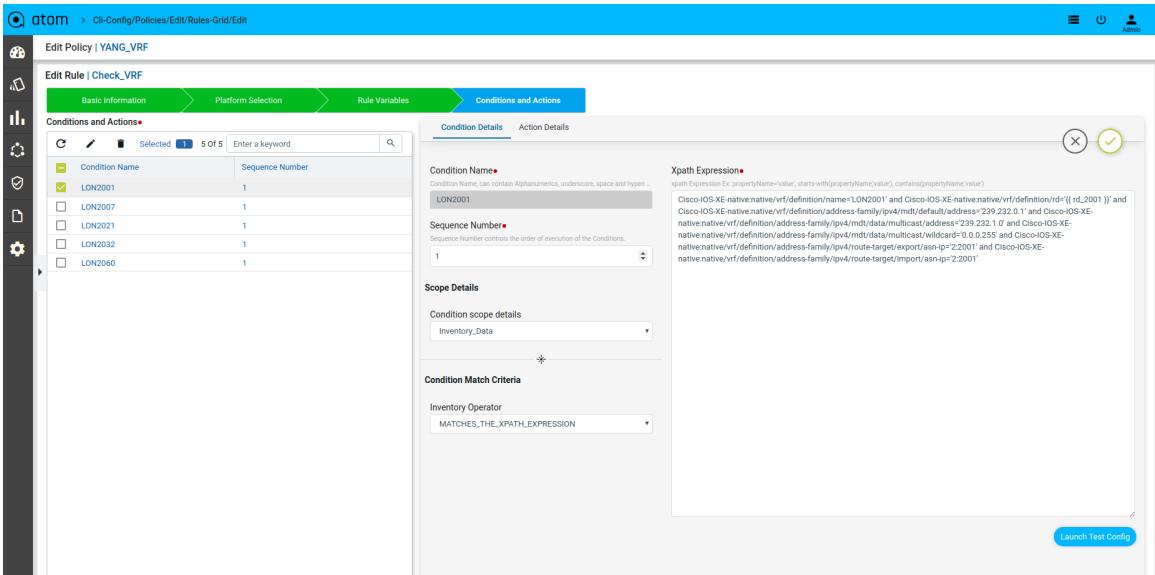 atom > Cli-Config/Policies/Edit/Rules-Grid/Edit
Admin
Edit Policy | YANG_VRF
Edit Rule | Check_VRF
Basic Information
Platform Selection
Rule Variables
Conditions and Actions
Conditions and Actions
Selected 1 5 Of 5 Enter a keyword
Condition Name Sequence Number
LON2001 1
LON2007 1
LON2021 1
LON2032 1
LON2060 1
Condition Details Action Details
Condition Name
Condition Name, can contain Alphanumerics, underscore, space and hypen ...
LON2001
Sequence Number
Sequence Number controls the order of execution of the Conditions.
1
Scope Details
Condition scope details
Inventory_Data
Condition Match Criteria
Inventory Operator
MATCHES_THE_XPATH_EXPRESSION
Xpath Expression
xpath Expression Ex: propertyName='value', starts-with(propertyName,'value'), contains(propertyName,'value')
Cisco-IOS-XE-native:native/vrf/definition/name='LON2001' and Cisco-IOS-XE-native:native/vrf/definition/rd='{{ rd_2001 }}' and
Cisco-IOS-XE-native:native/vrf/definition/address-family/ipv4/mdt/default/address='239.232.0.1' and Cisco-IOS-XE-
native:native/vrf/definition/address-family/ipv4/mdt/data/multicast/address='239.232.1.0' and Cisco-IOS-XE-
native:native/vrf/definition/address-family/ipv4/mdt/data/multicast/wildcard='0.0.0.255' and Cisco-IOS-XE-
native:native/vrf/definition/address-family/ipv4/route-target/export/asn-ip='2:2001' and Cisco-IOS-XE-
native:native/vrf/definition/address-family/ipv4/route-target/import/asn-ip='2:2001'
Launch Test Config